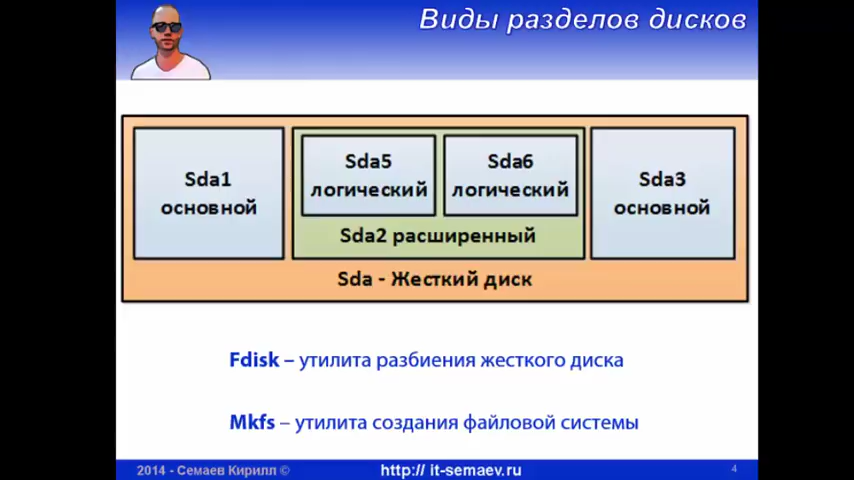 Виды разделов дисков
Sda1
основной
Sda5
логический
Sda6
логический
Sda2 расширенный
Sda3
основной
Sda - Жесткий диск
Fdisk – утилита разбиения жесткого диска
Mkfs – утилита создания файловой системы
2014 - Семаев Кирилл ©
http:// it-semaev.ru
4